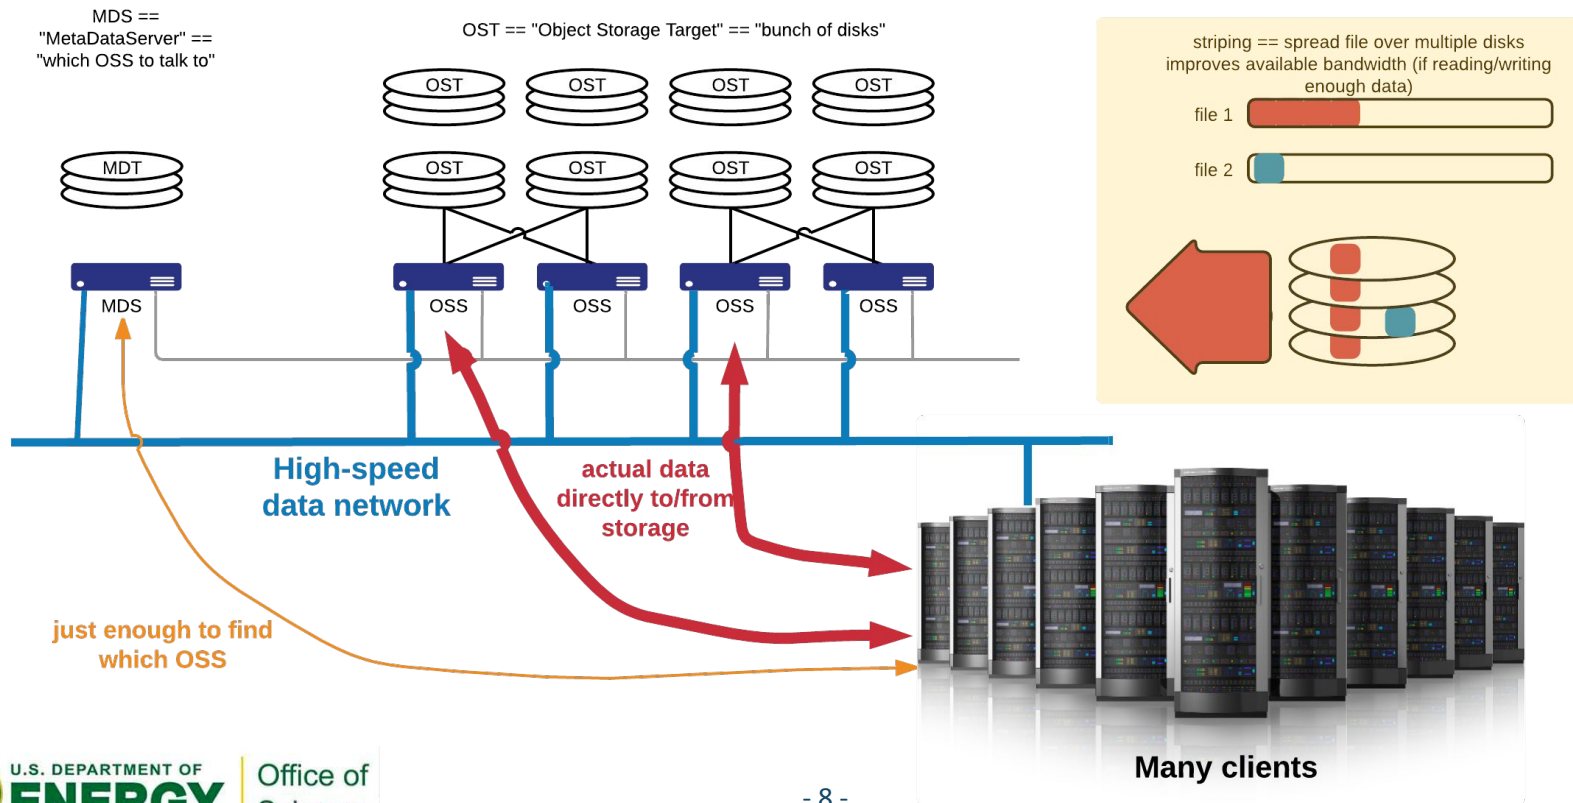 MDS ==
"MetaDataServer" ==
"which OSS to talk to"
OST == "Object Storage Target" == "bunch of disks"
striping == spread file over multiple disks
improves available bandwidth (if reading/writing
enough data)
file 1
file 2
OST
OST
OST
OST
MDT
OST
OST
OST
OST
MDS
OSS
OSS
OSS
OSS
High-speed
data network
actual data
directly to/from
storage
just enough to find
which OSS
Many clients
U.S. DEPARTMENT OF
ENERGY
Office of
- 8 -